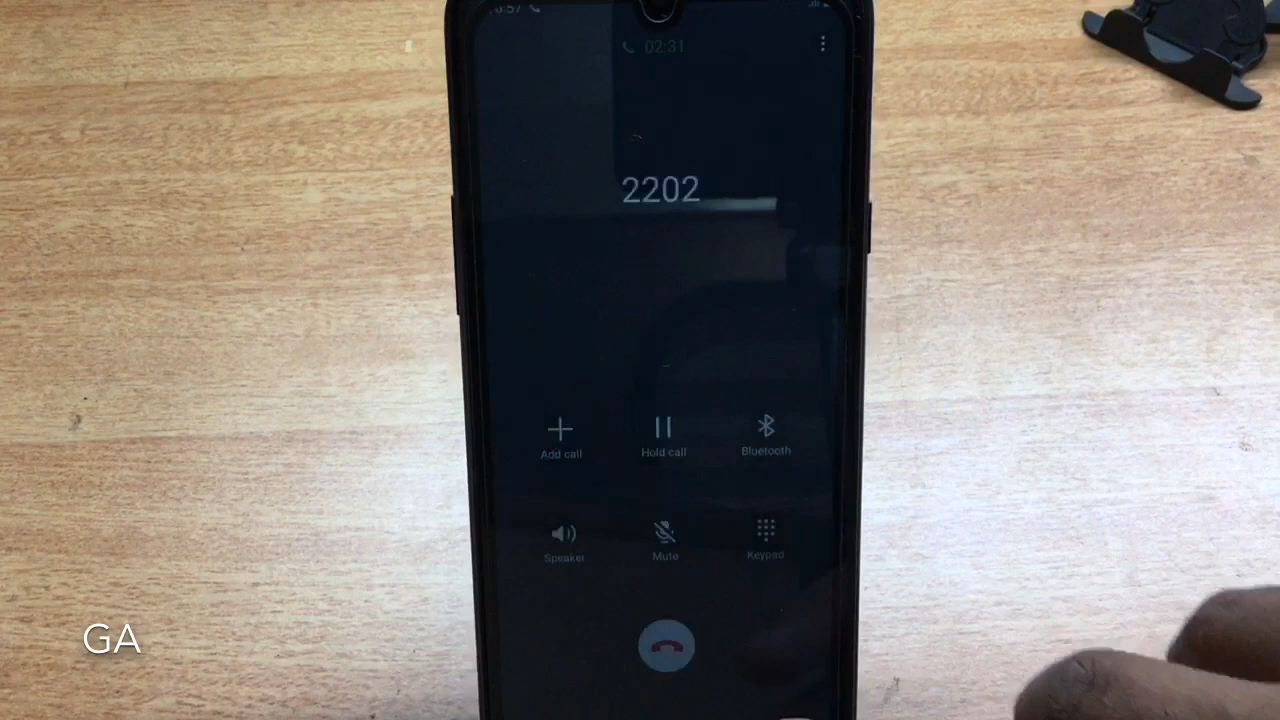 02:31
2202
Add call
Hold call
Bluetooth
Speaker
Mute
Keypad
GA